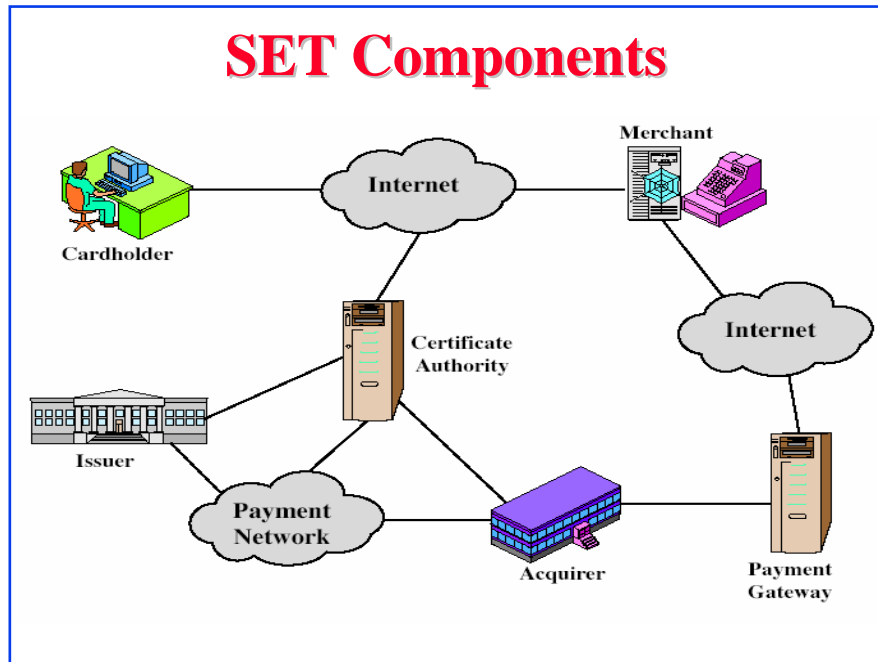 SET Components
Merchant
Internet
Cardholder
Internet
Certificate
Authority
Issuer
Payment
Network
Acquirer
Payment
Gateway